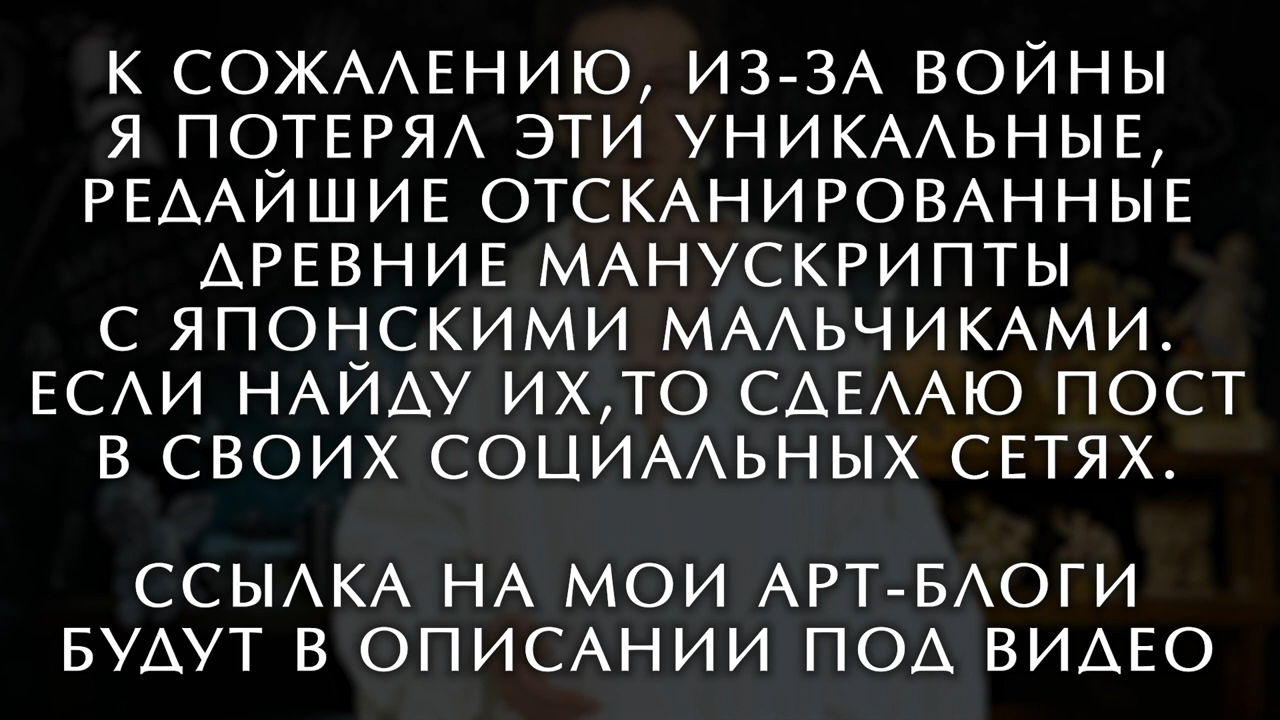 К СОЖАЛЕНИЮ, ИЗ-ЗА ВОЙНЫ
Я ПОТЕРЯЛ ЭТИ УНИКАЛЬНЫЕ,
РЕДАЙШИЕ ОТСКАНИРОВАННЫЕ
ДРЕВНИЕ МАНУСКРИПТЫ
С ЯПОНСКИМИ МАЛЬЧИКАМИ.
ЕСЛИ НАЙДУ ИХ,ТО СДЕЛАЮ ПОСТ
В СВОИХ СОЦИАЛЬНЫХ СЕТЯХ.
ССЫЛКА НА МОИ АРТ-БЛОГИ
БУДУТ В ОПИСАНИИ ПОД ВИДЕО